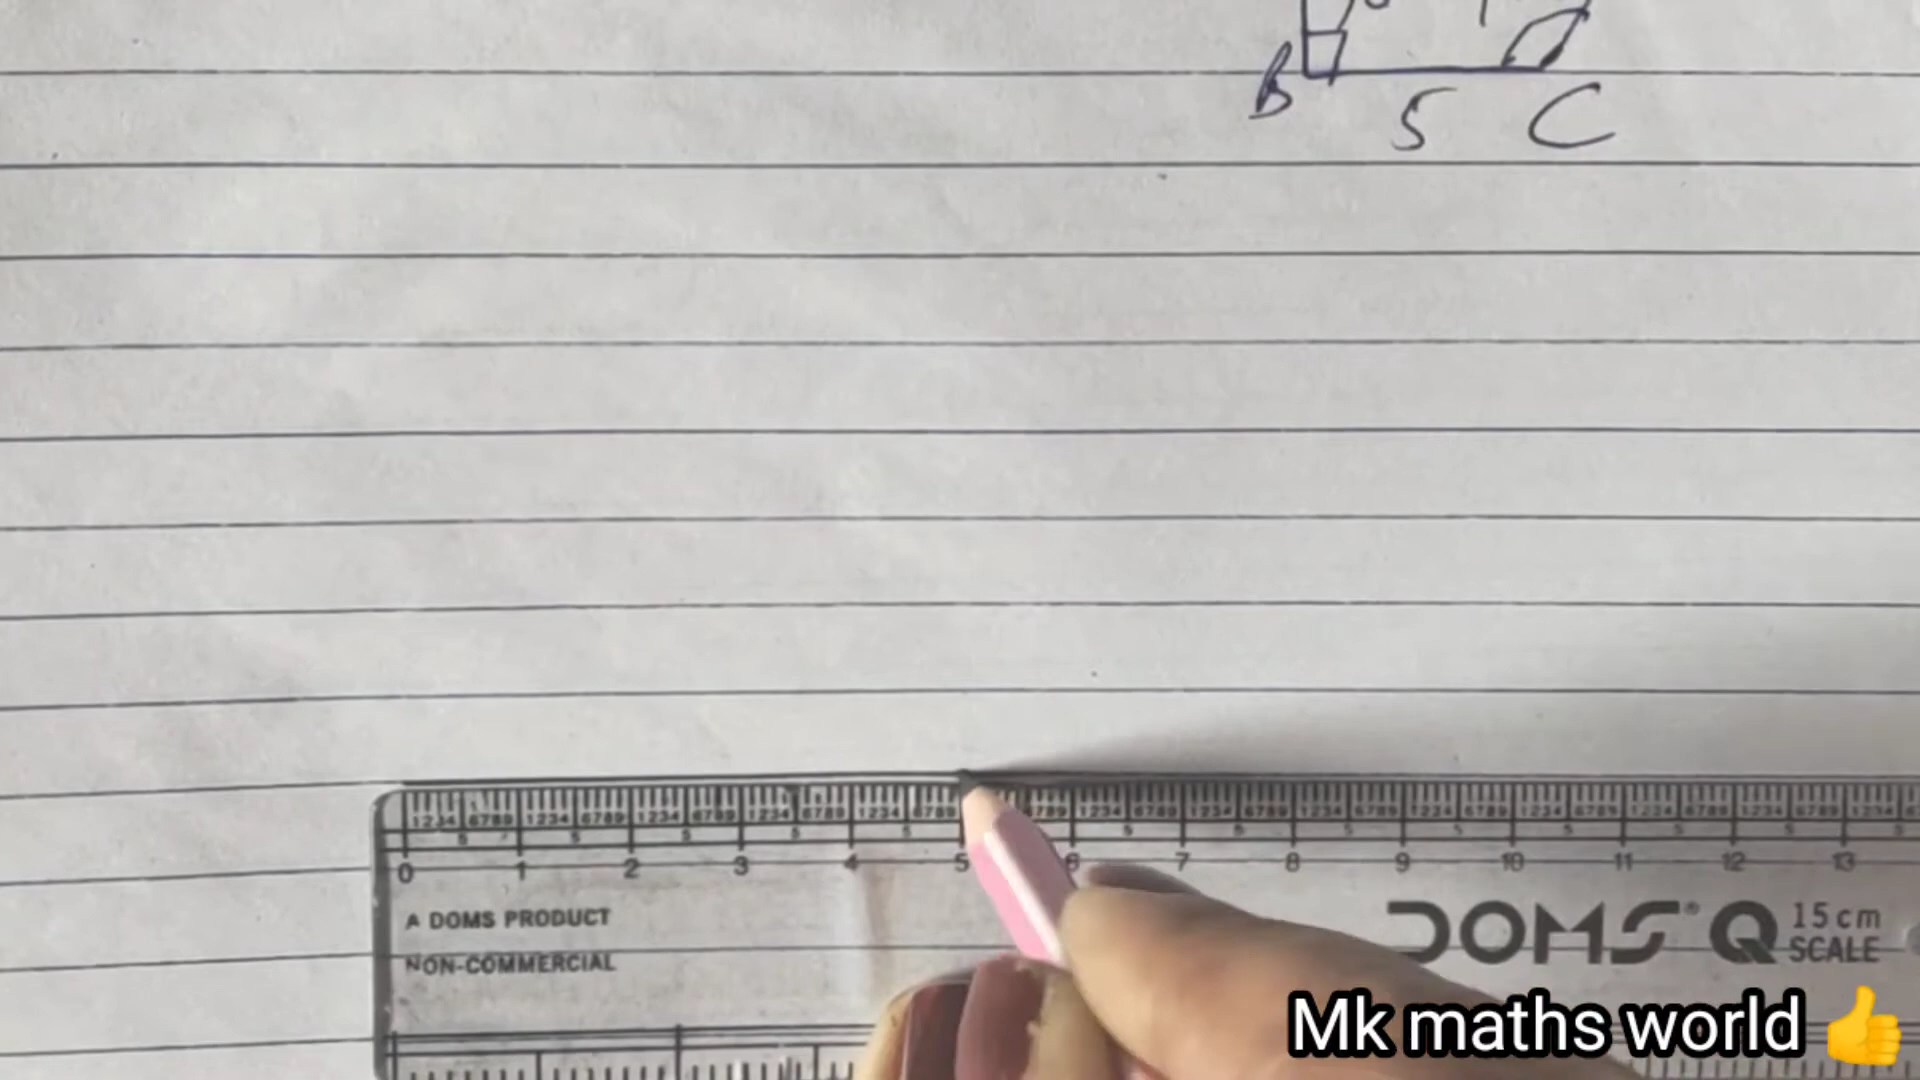 B 5 C
0 1 2 3 4 5 6 7 8 9 10 11 12 13
A DOMS PRODUCT
NON-COMMERCIAL
DOMS Q 15cm
SCALE
Mk maths world 👍